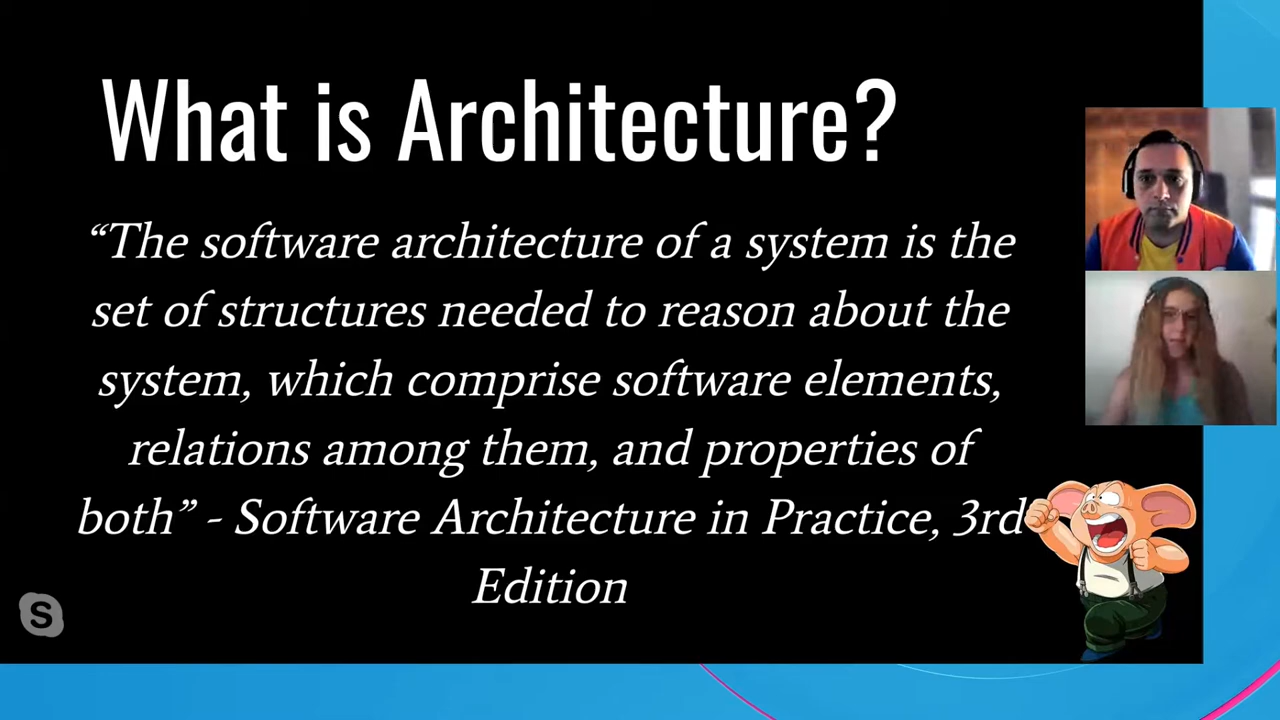 What is Architecture?
“The software architecture of a system is the
set of structures needed to reason about the
system, which comprise software elements,
relations among them, and properties of
both” - Software Architecture in Practice, 3rd
Edition
S